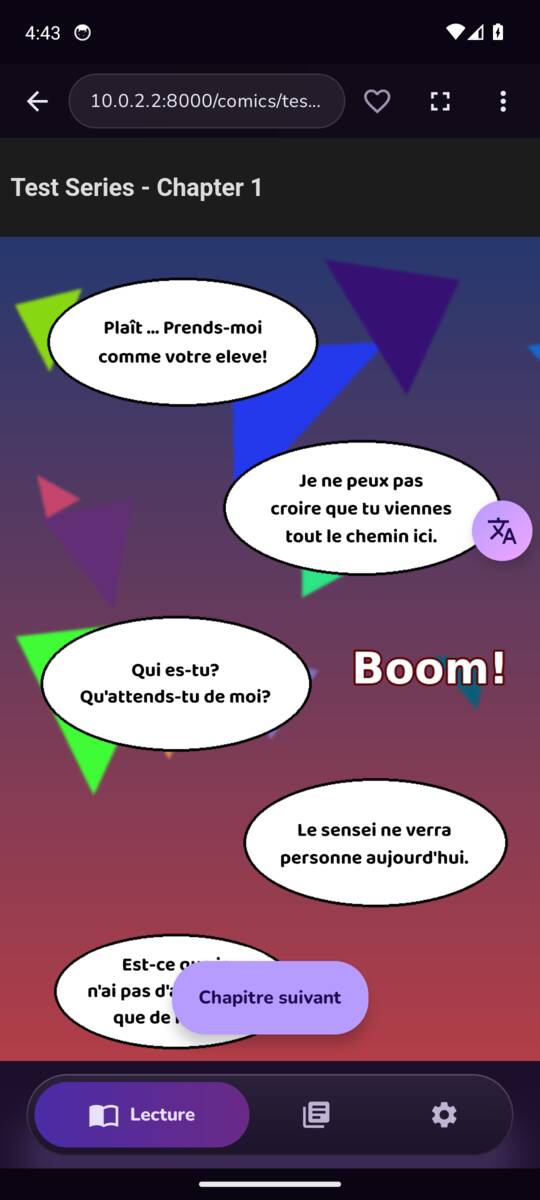 4:43
10.0.2.2:8000/comics/tes...
Test Series - Chapter 1
Plaît ... Prends-moi
comme votre eleve!
Je ne peux pas
croire que tu viennes
tout le chemin ici.
Qui es-tu?
Qu'attends-tu de moi?
Boom!
Le sensei ne verra
personne aujourd'hui.
Est-ce
n'ai pas
que de
Chapitre suivant
Lecture